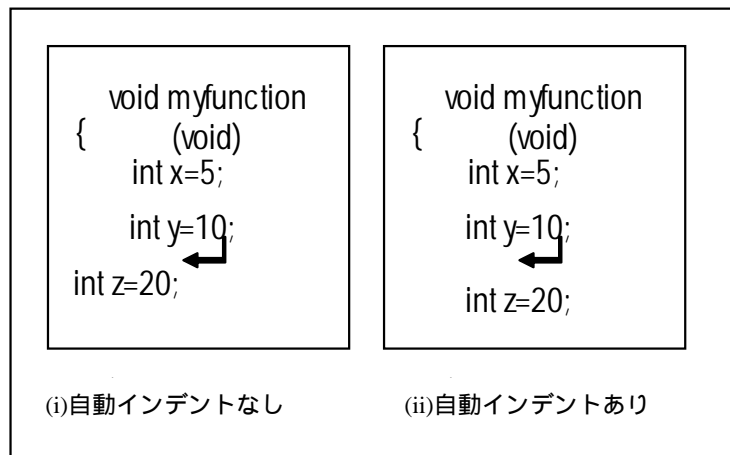 void myfunction
{ (void)
int x=5;
int y=10;
int z=20;
(i)自動インデントなし
void myfunction
{ (void)
int x=5;
int y=10;
int z=20;
(ii)自動インデントあり